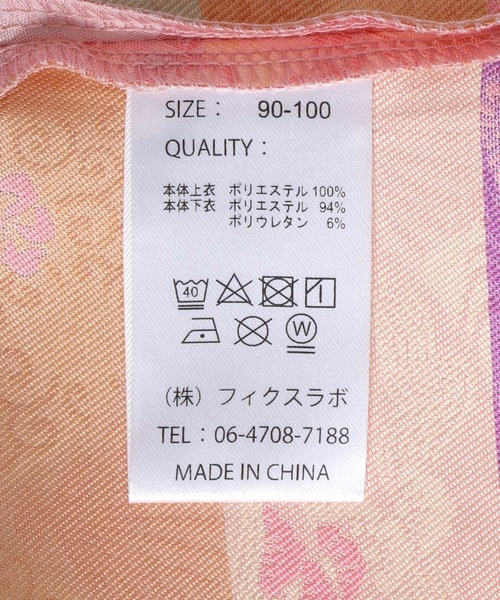 SIZE： 90-100
QUALITY：
本体上衣 ポリエステル 100%
本体下衣 ポリエステル 94%
ポリウレタン 6%
40
W
（株）フィクスラボ
TEL：06-4708-7188
MADE IN CHINA